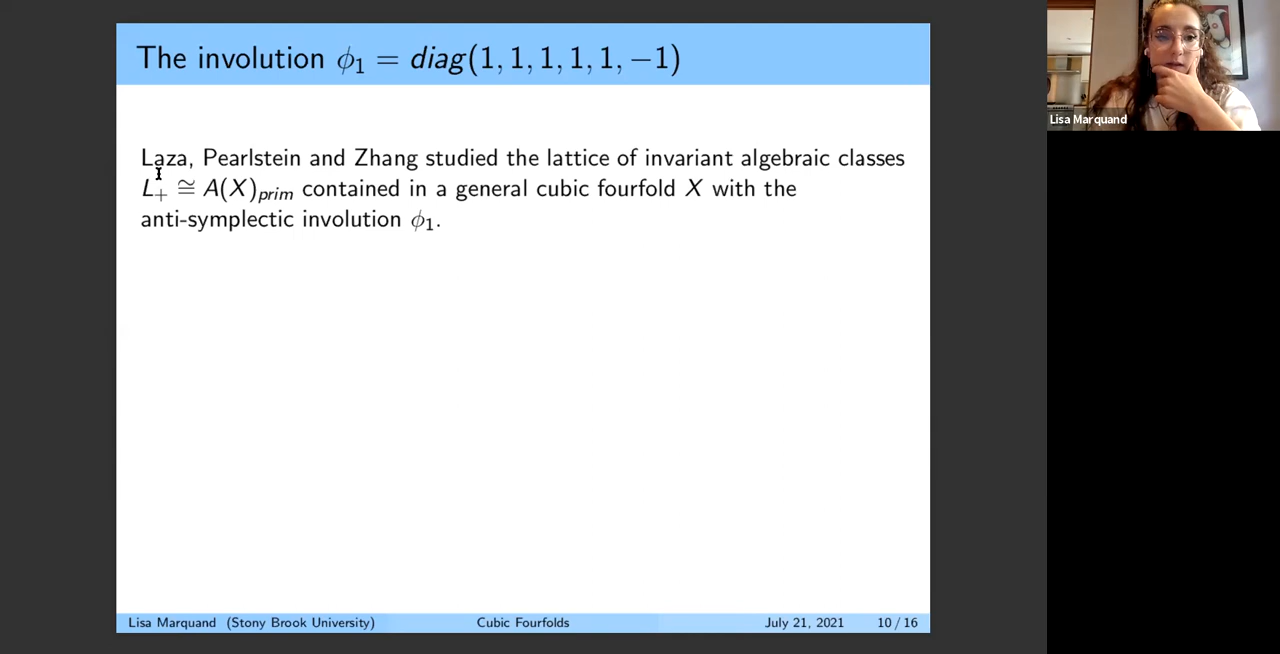 The involution ϕ₁ = diag(1, 1, 1, 1, 1, −1)
Lisa Marquand
Laza, Pearlstein and Zhang studied the lattice of invariant algebraic classes
L₊ ≅ A(X)prim contained in a general cubic fourfold X with the
anti-symplectic involution ϕ₁.
Lisa Marquand (Stony Brook University) Cubic Fourfolds July 21, 2021 10 / 16